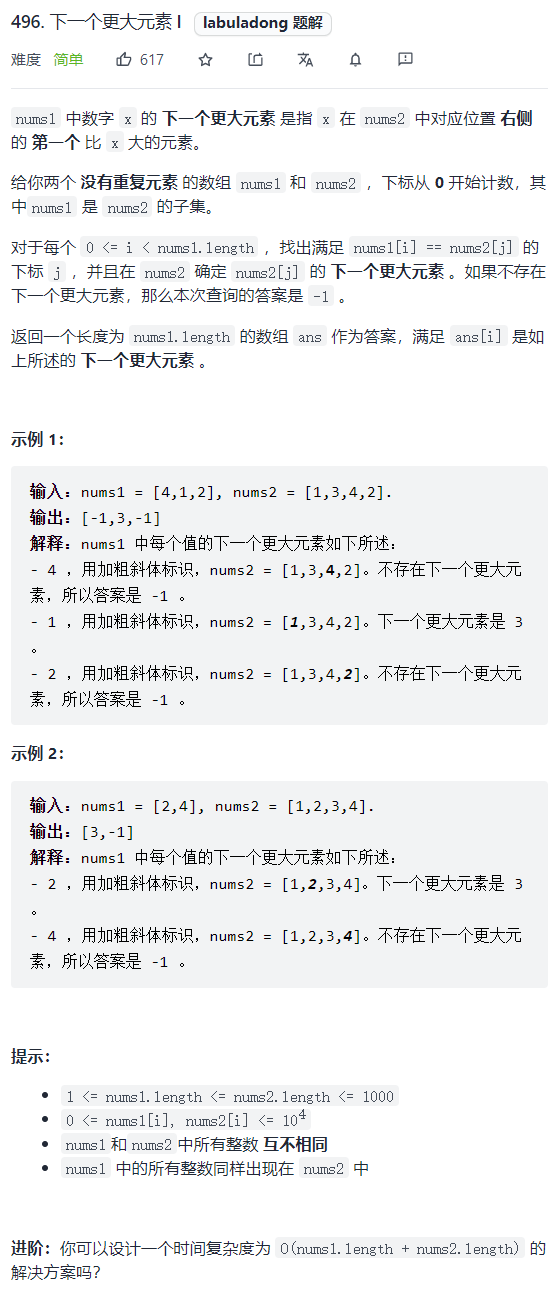 496. 下一个更大元素 I labuladong 题解
难度 简单 617
nums1 中数字 x 的 下一个更大元素 是指 x 在 nums2 中对应位置 右侧
的 第一个 比 x 大的元素。
给你两个 没有重复元素 的数组 nums1 和 nums2 ，下标从 0 开始计数，其
中nums1 是 nums2 的子集。
对于每个 0 <= i < nums1.length ，找出满足 nums1[i] == nums2[j] 的
下标 j ，并且在 nums2 确定 nums2[j] 的 下一个更大元素 。如果不存在
下一个更大元素，那么本次查询的答案是 -1 。
返回一个长度为 nums1.length 的数组 ans 作为答案，满足 ans[i] 是如
上所述的 下一个更大元素 。
示例 1：
输入：nums1 = [4,1,2], nums2 = [1,3,4,2].
输出：[-1,3,-1]
解释：nums1 中每个值的下一个更大元素如下所述：
- 4 ，用加粗斜体标识，nums2 = [1,3,4,2]。不存在下一个更大元
素，所以答案是 -1 。
- 1 ，用加粗斜体标识，nums2 = [1,3,4,2]。下一个更大元素是 3
。
- 2 ，用加粗斜体标识，nums2 = [1,3,4,2]。不存在下一个更大元
素，所以答案是 -1 。
示例 2：
输入：nums1 = [2,4], nums2 = [1,2,3,4].
输出：[3,-1]
解释：nums1 中每个值的下一个更大元素如下所述：
- 2 ，用加粗斜体标识，nums2 = [1,2,3,4]。下一个更大元素是 3
。
- 4 ，用加粗斜体标识，nums2 = [1,2,3,4]。不存在下一个更大元
素，所以答案是 -1 。
提示：
• 1 <= nums1.length <= nums2.length <= 1000
• 0 <= nums1[i], nums2[i] <= 10⁴
• nums1和nums2中所有整数 互不相同
• nums1 中的所有整数同样出现在 nums2 中
进阶：你可以设计一个时间复杂度为 O(nums1.length + nums2.length) 的
解决方案吗？